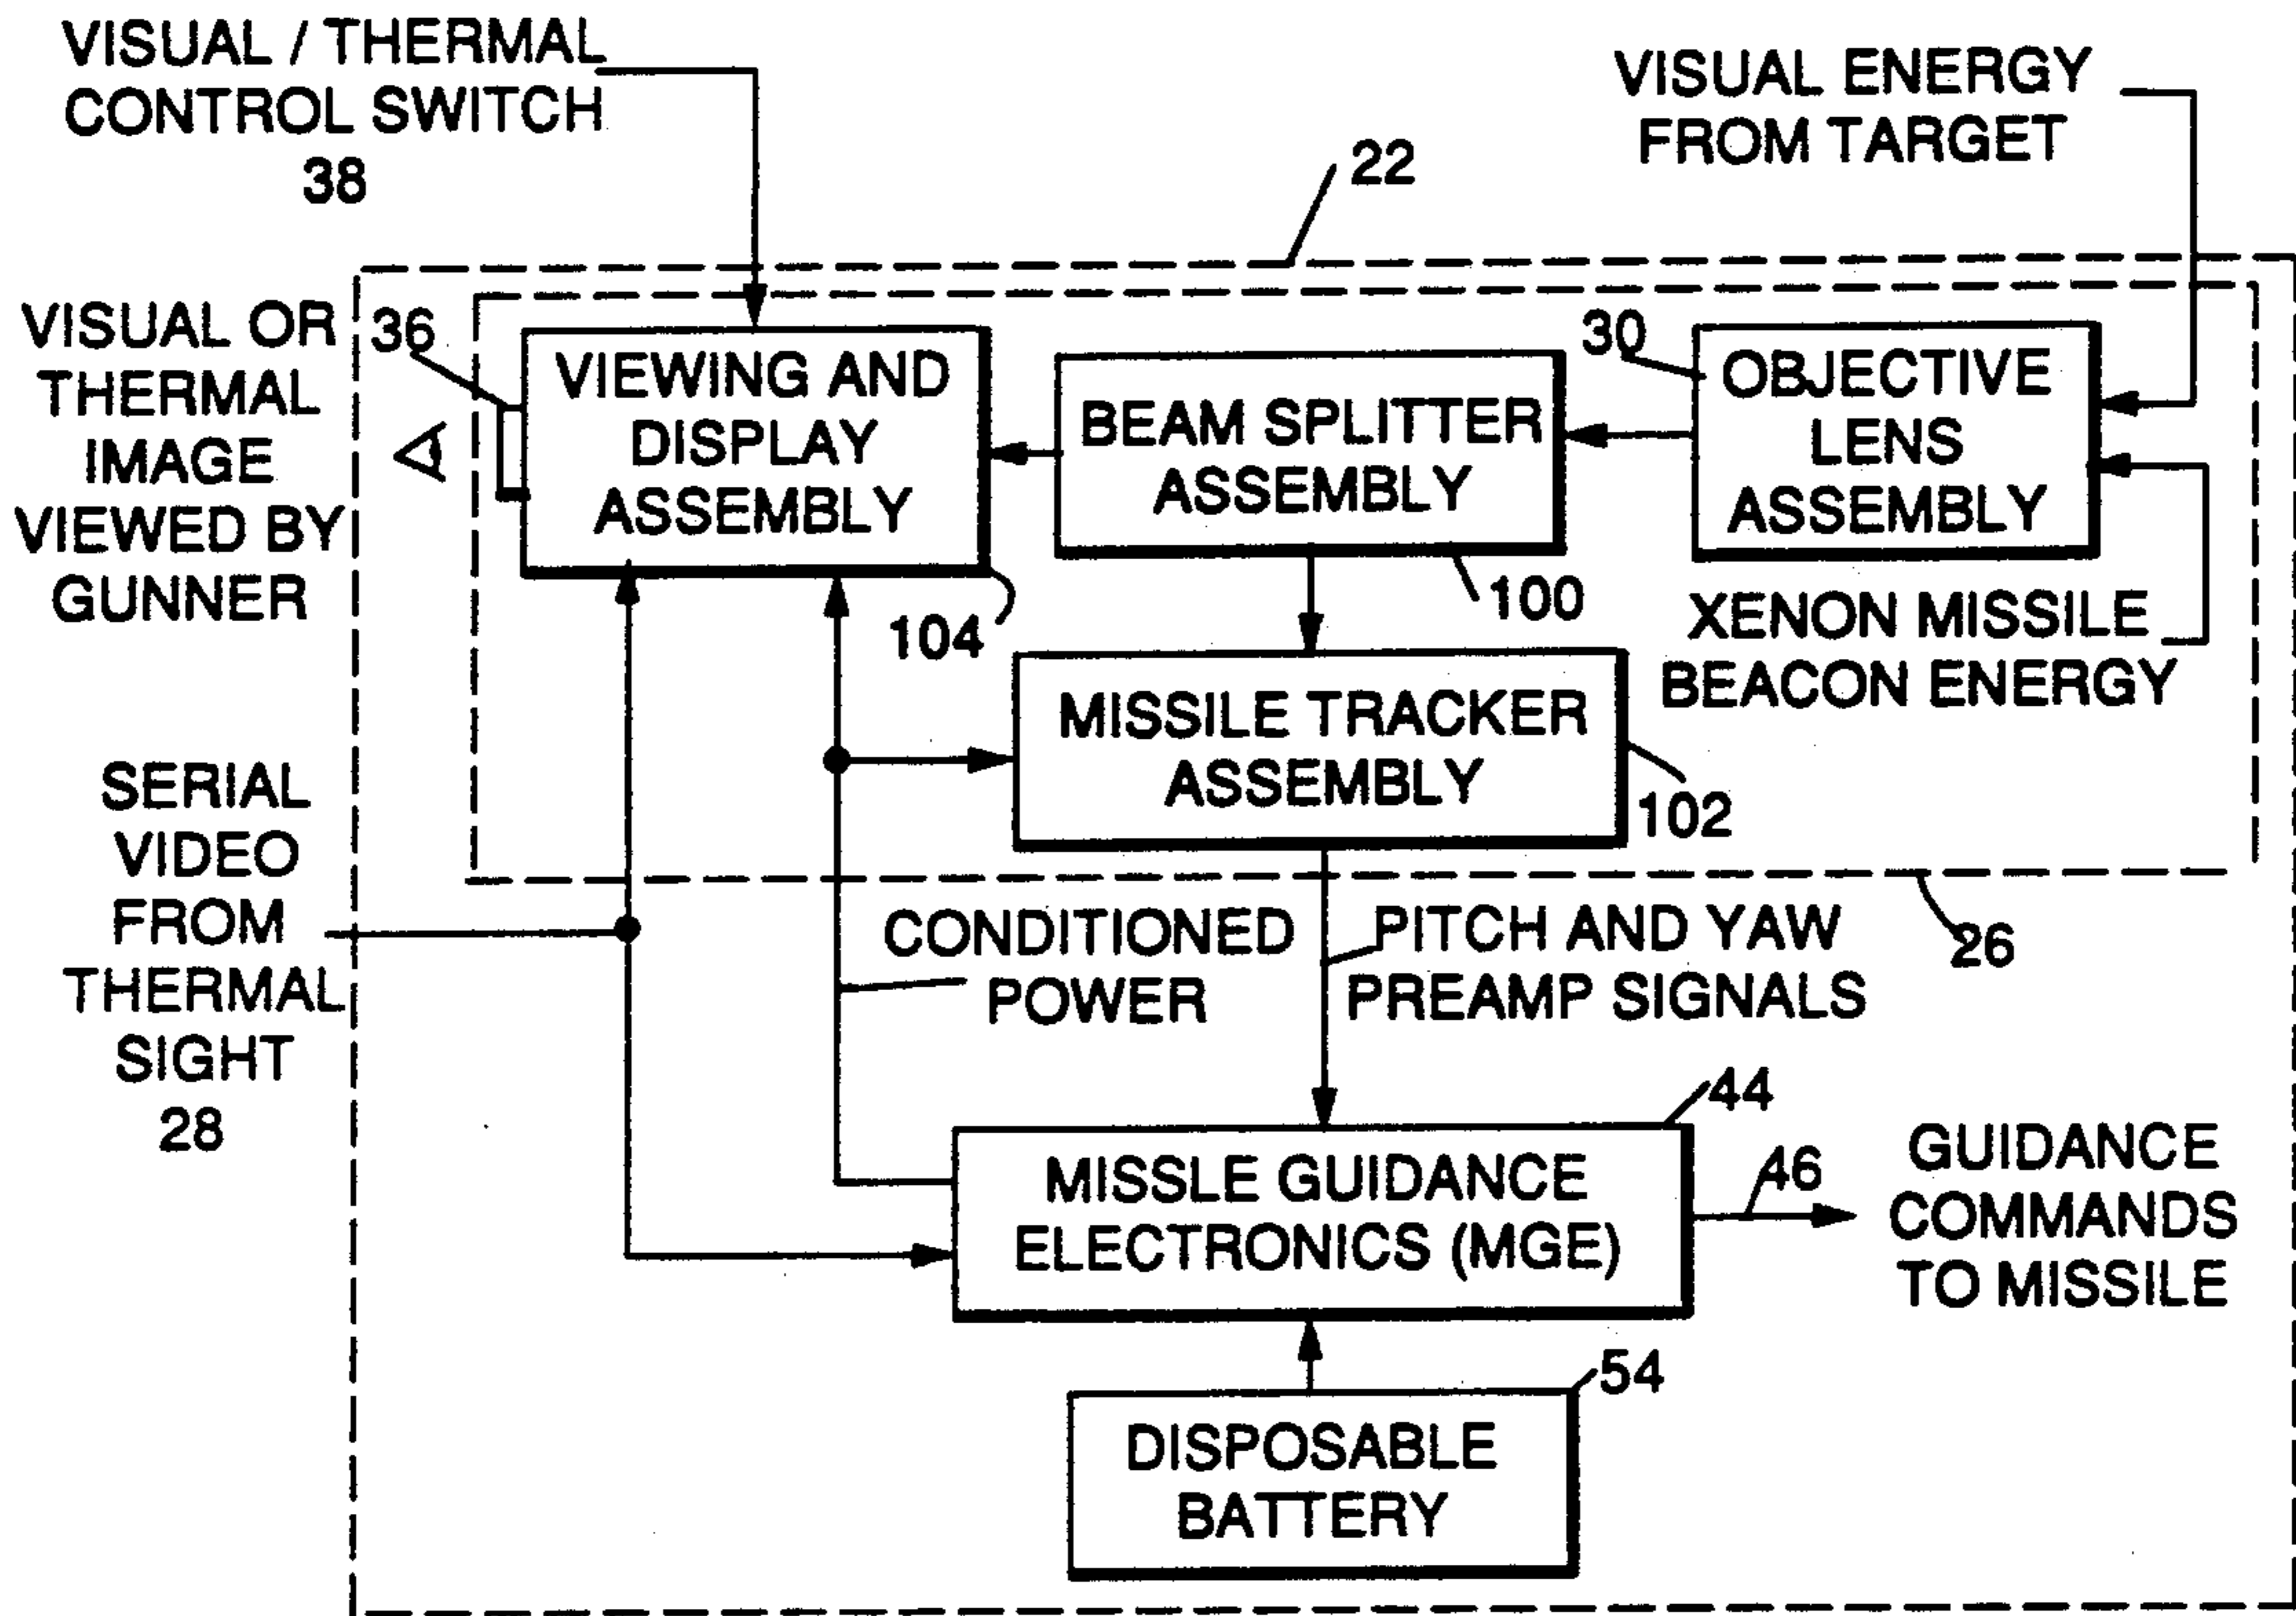 VISUAL / THERMAL
CONTROL SWITCH
38
VISUAL ENERGY
FROM TARGET
22
VISUAL OR
THERMAL
IMAGE
VIEWED BY
GUNNER
36
VIEWING AND
DISPLAY
ASSEMBLY
104
BEAM SPLITTER
ASSEMBLY
100
30
OBJECTIVE
LENS
ASSEMBLY
XENON MISSILE
BEACON ENERGY
MISSILE TRACKER
ASSEMBLY
102
SERIAL
VIDEO
FROM
THERMAL
SIGHT
28
CONDITIONED
POWER
PITCH AND YAW
PREAMP SIGNALS
26
44
MISSLE GUIDANCE
ELECTRONICS (MGE)
46
GUIDANCE
COMMANDS
TO MISSILE
54
DISPOSABLE
BATTERY